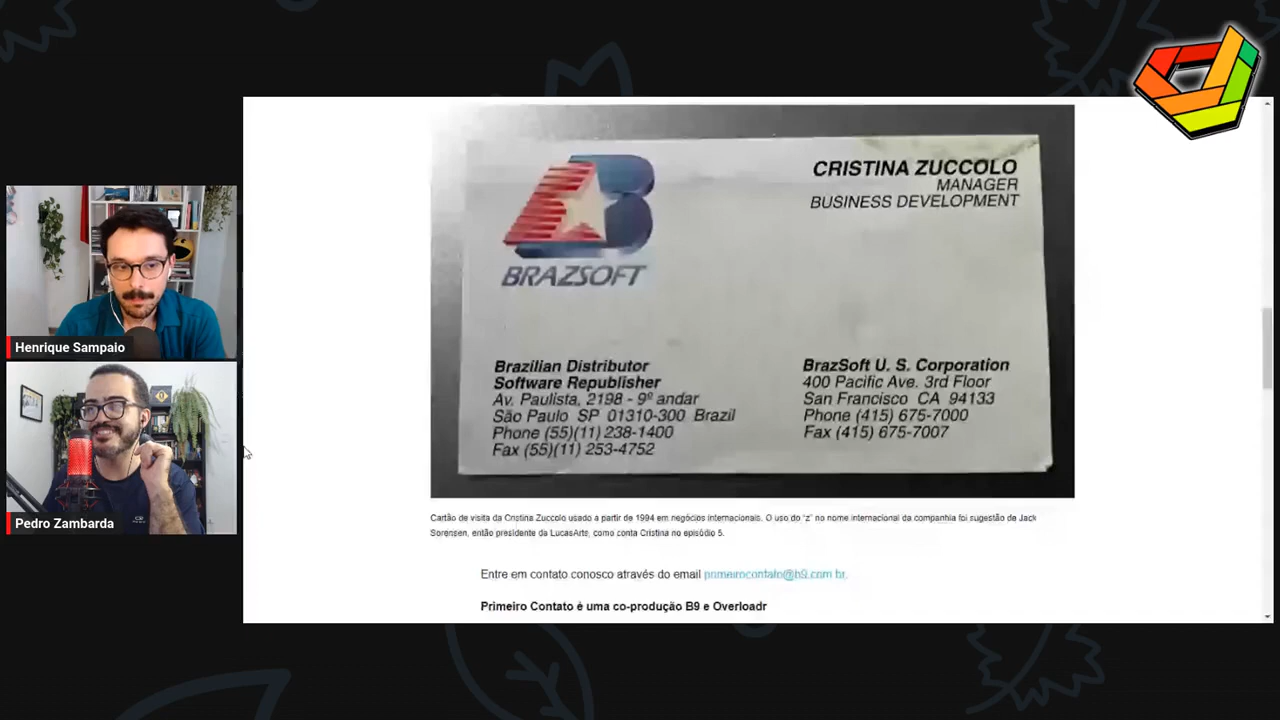 CRISTINA ZUCCOLO
MANAGER
BUSINESS DEVELOPMENT
BRAZSOFT
Brazilian Distributor
Software Republisher
Av. Paulista, 2198 - 9º andar
São Paulo SP 01310-300 Brazil
Phone (55)(11) 238-1400
Fax (55)(11) 253-4752
BrazSoft U. S. Corporation
400 Pacific Ave. 3rd Floor
San Francisco CA 94133
Phone (415) 675-7000
Fax (415) 675-7007
Cartão de visita da Cristina Zuccolo usado a partir de 1994 em negócios internacionais. O uso do "z" no nome internacional da companhia foi sugestão de Jack
Sorensen, então presidente da LucasArts, como conta Cristina no episódio 5.
Entre em contato conosco através do email primeirocontato@b9.com.br.
Primeiro Contato é uma co-produção B9 e Overloadr
Henrique Sampaio
Pedro Zambarda